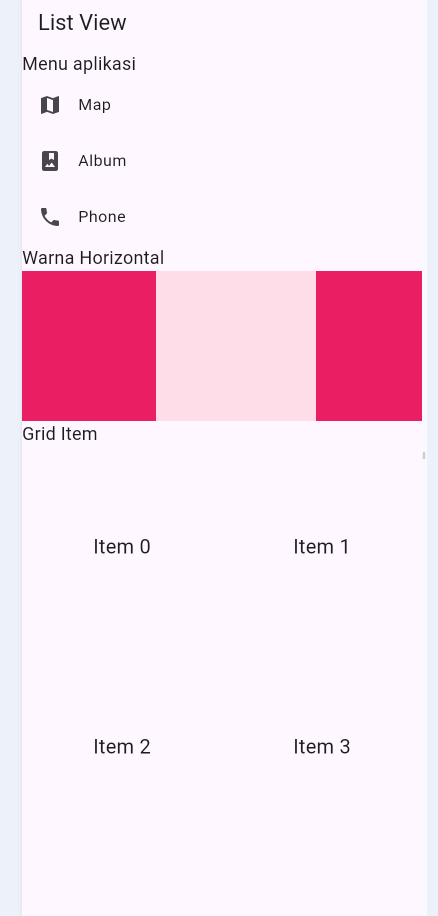 List View
Menu aplikasi
Map
Album
Phone
Warna Horizontal
Grid Item
Item 0 Item 1
Item 2 Item 3